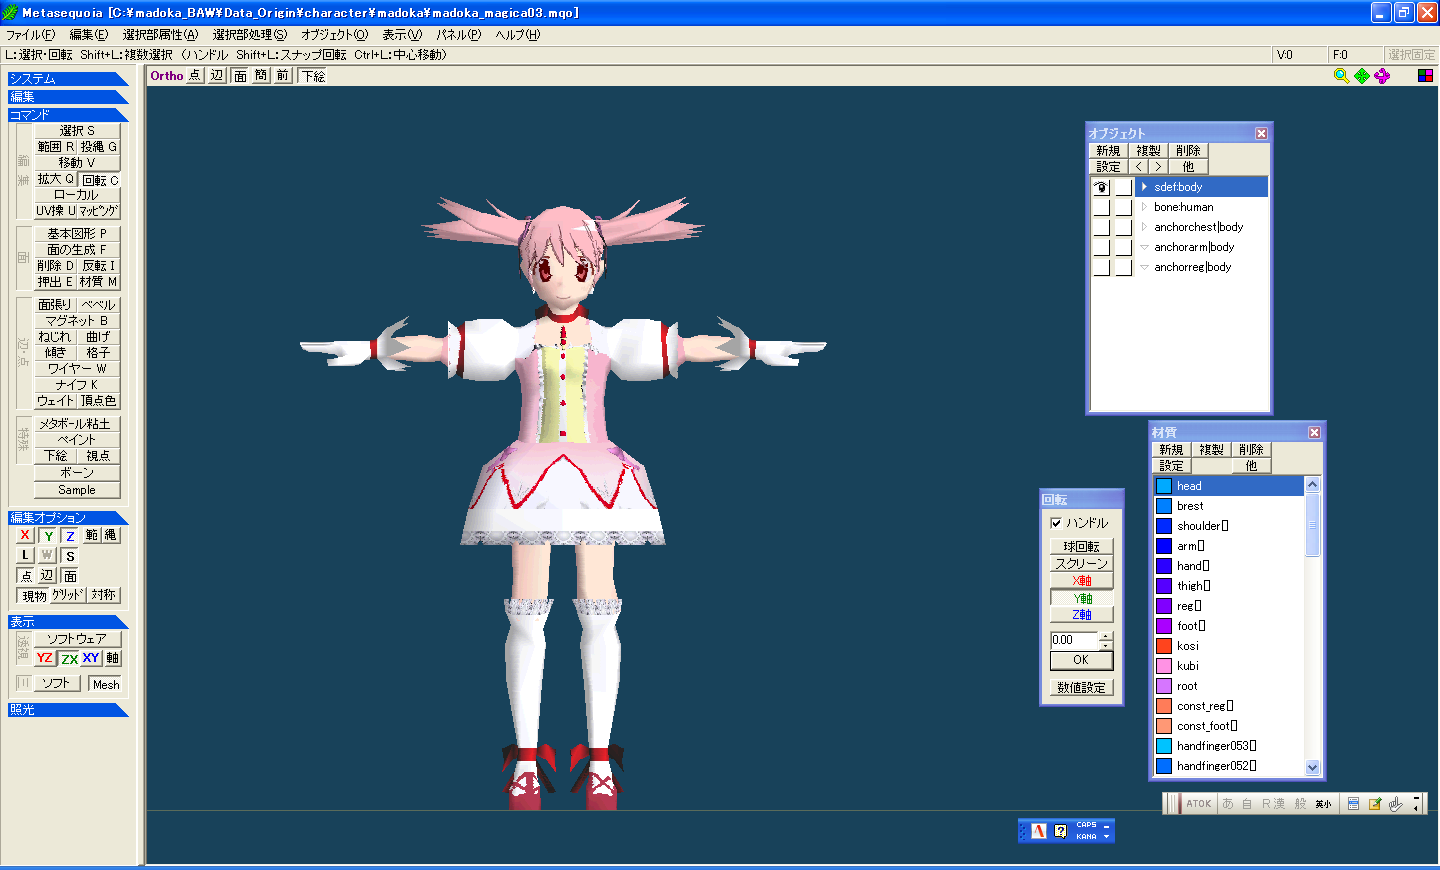 Metasequoia [C:¥madoka_BAW¥Data_Origin¥character¥madoka¥madoka_magica03.mqo]
ファイル(F) 編集(E) 選択部属性(A) 選択部処理(S) オブジェクト(O) 表示(V) パネル(P) ヘルプ(H)
L:選択・回転 Shift+L:複数選択 (ハンドル Shift+L:スナップ回転 Ctrl+L:中心移動) V:0 F:0 選択固定
Ortho 点 辺 面 簡 前 下絵
システム
編集
コマンド
編集
選択 S
範囲 R 投縄 G
移動 V
拡大 Q 回転 C
ローカル
UV操 U マッピング
面
基本図形 P
面の生成 F
削除 D 反転 I
押出 E 材質 M
辺・点
面張り ベベル
マグネット B
ねじれ 曲げ
傾き 格子
ワイヤー W
ナイフ K
ウェイト 頂点色
特殊
メタボール粘土
ペイント
下絵 視点
ボーン
Sample
編集オプション
X Y Z 範 縄
L W S
点 辺 面
現物 グリッド 対称
表示
透視
ソフトウェア
YZ ZX XY 軸
ソフト Mesh
照光
オブジェクト
新規 複製 削除
設定 < > 他
sdef:body
bone:human
anchorchest|body
anchorarm|body
anchorreg|body
材質
新規 複製 削除
設定 他
head
brest
shoulder[]
arm[]
hand[]
thigh[]
reg[]
foot[]
kosi
kubi
root
const_reg[]
const_foot[]
handfinger053[]
handfinger052[]
回転
ハンドル
球回転
スクリーン
X軸
Y軸
Z軸
0.00
OK
数値設定
ATOK あ 自 R漢 般 英小
A ? CAPS
KANA